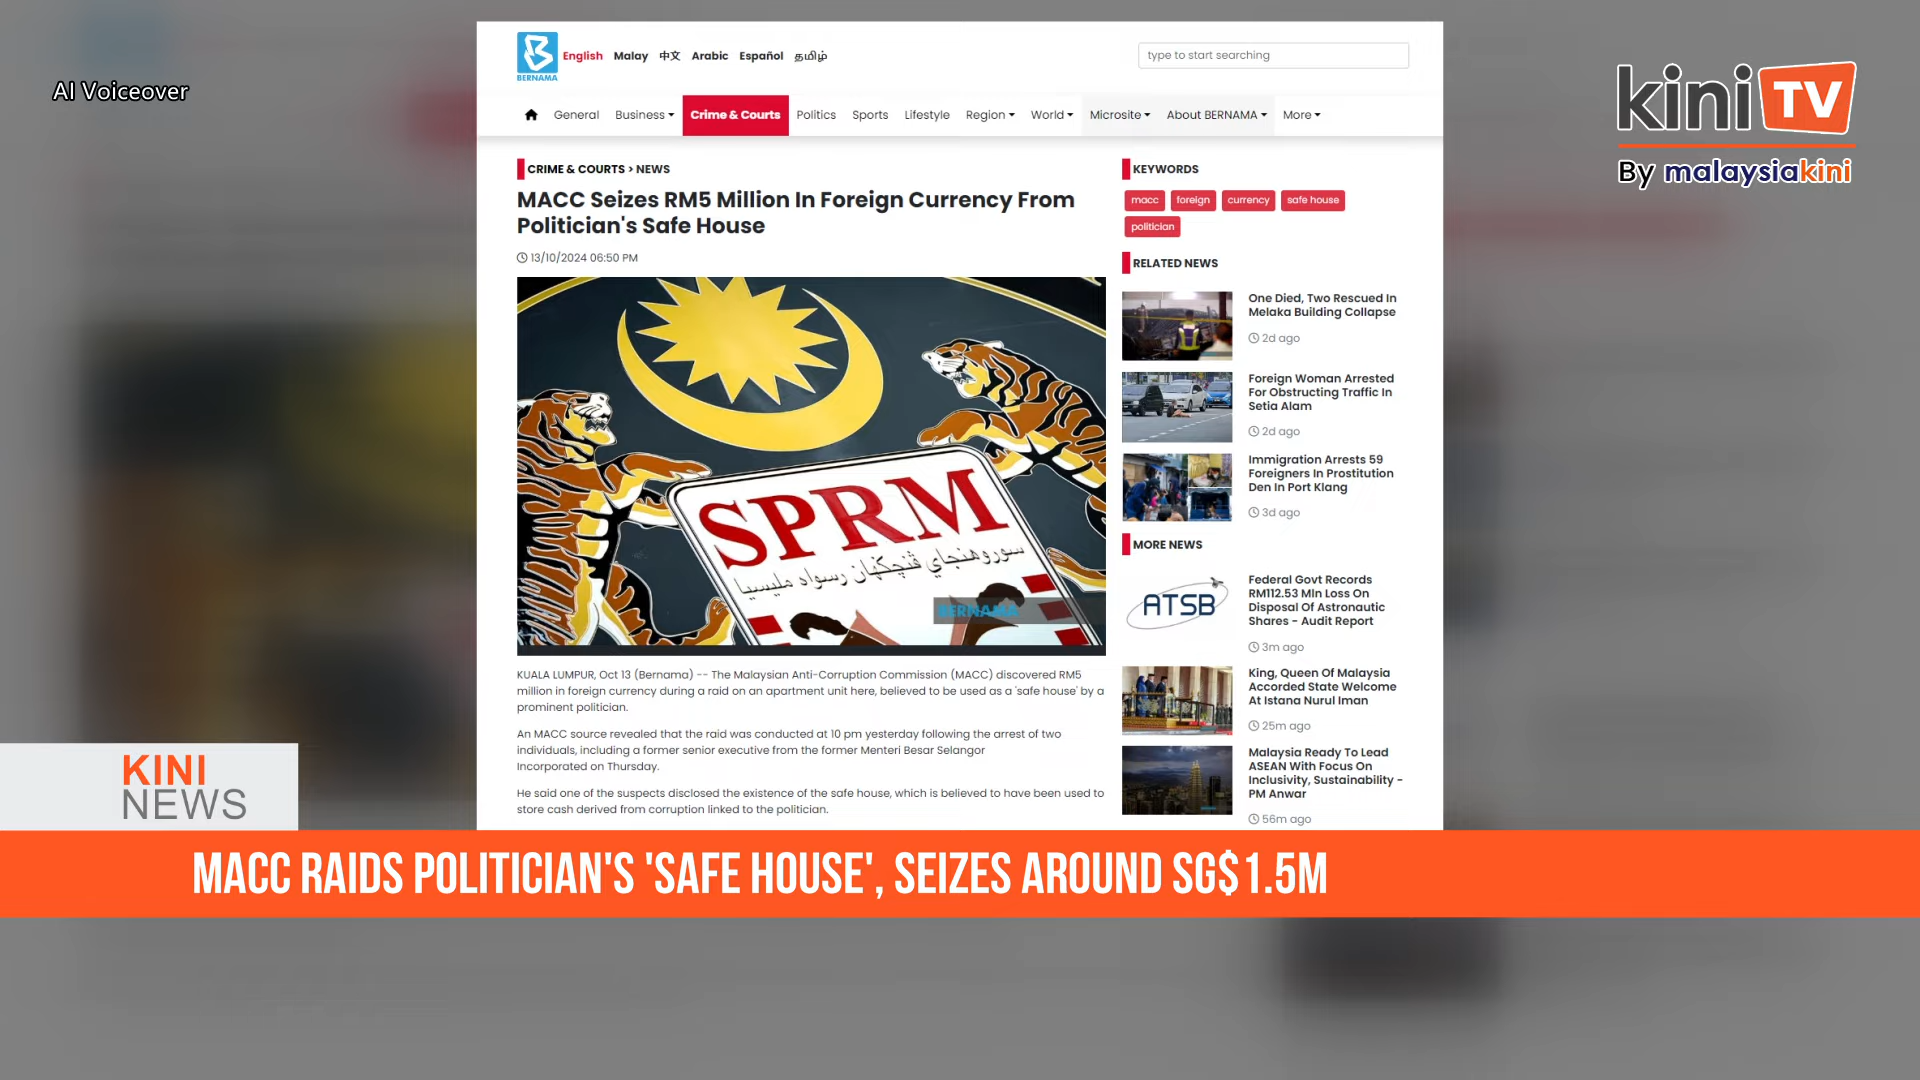 AI Voiceover
kini TV
By malaysiakini
BERNAMA
English Malay 中文 Arabic Español தமிழ்
type to start searching
General Business Crime & Courts Politics Sports Lifestyle Region World Microsite About BERNAMA More
CRIME & COURTS > NEWS
MACC Seizes RM5 Million In Foreign Currency From
Politician's Safe House
13/10/2024 06:50 PM
SPRM
سوروهنجاي ڤنچڬهان رسواه مليسيا
BERNAMA
KUALA LUMPUR, Oct 13 (Bernama) -- The Malaysian Anti-Corruption Commission (MACC) discovered RM5
million in foreign currency during a raid on an apartment unit here, believed to be used as a 'safe house' by a
prominent politician.
An MACC source revealed that the raid was conducted at 10 pm yesterday following the arrest of two
individuals, including a former senior executive from the former Menteri Besar Selangor
Incorporated on Thursday.
He said one of the suspects disclosed the existence of the safe house, which is believed to have been used to
store cash derived from corruption linked to the politician.
KEYWORDS
macc foreign currency safe house
politician
RELATED NEWS
One Died, Two Rescued In
Melaka Building Collapse
2d ago
Foreign Woman Arrested
For Obstructing Traffic In
Setia Alam
2d ago
Immigration Arrests 59
Foreigners In Prostitution
Den In Port Klang
3d ago
MORE NEWS
ATSB
Federal Govt Records
RM112.53 Mln Loss On
Disposal Of Astronautic
Shares - Audit Report
3m ago
King, Queen Of Malaysia
Accorded State Welcome
At Istana Nurul Iman
25m ago
Malaysia Ready To Lead
ASEAN With Focus On
Inclusivity, Sustainability -
PM Anwar
56m ago
KINI
NEWS
MACC RAIDS POLITICIAN'S 'SAFE HOUSE', SEIZES AROUND SG$1.5M